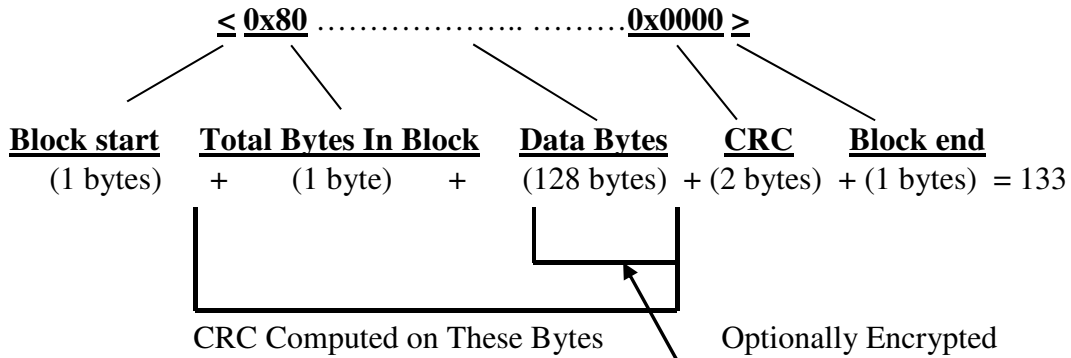 < 0x80 ……………….. ………0x0000 >
Block start Total Bytes In Block Data Bytes CRC Block end
(1 bytes) + (1 byte) + (128 bytes) + (2 bytes) + (1 bytes) = 133
CRC Computed on These Bytes Optionally Encrypted